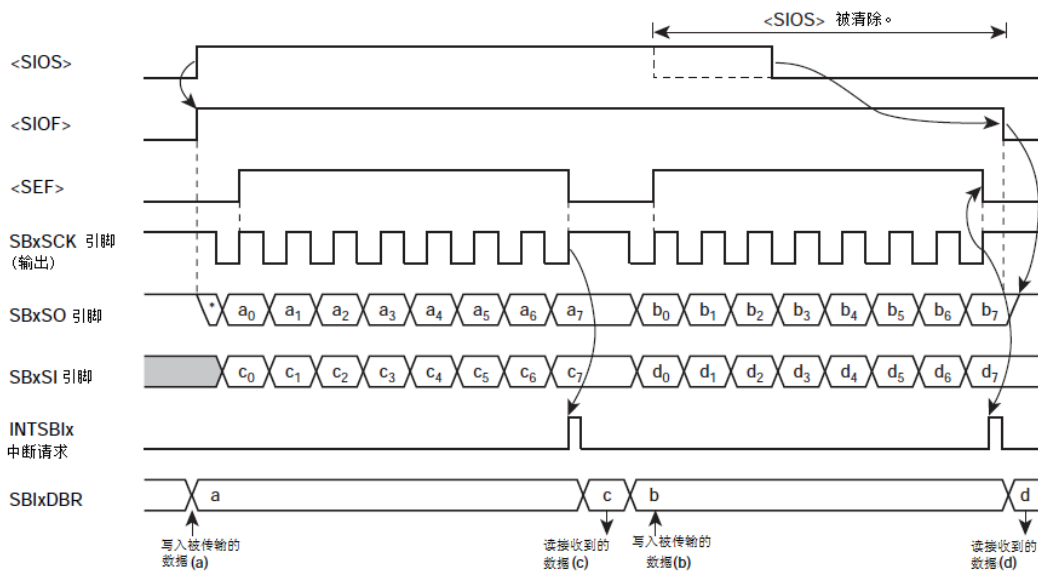 <SIOS> 被清除。
<SIOS>
<SIOF>
<SEF>
SBxSCK 引脚
(输出)
* a0 a1 a2 a3 a4 a5 a6 a7 b0 b1 b2 b3 b4 b5 b6 b7
SBxSO 引脚
c0 c1 c2 c3 c4 c5 c6 c7 d0 d1 d2 d3 d4 d5 d6 d7
SBxSI 引脚
INTSBIx
中断请求
SBIxDBR
a c b d
写入被传输的
数据(a)
读接收到的
数据(c)
写入被传输的
数据(b)
读接收到的
数据(d)